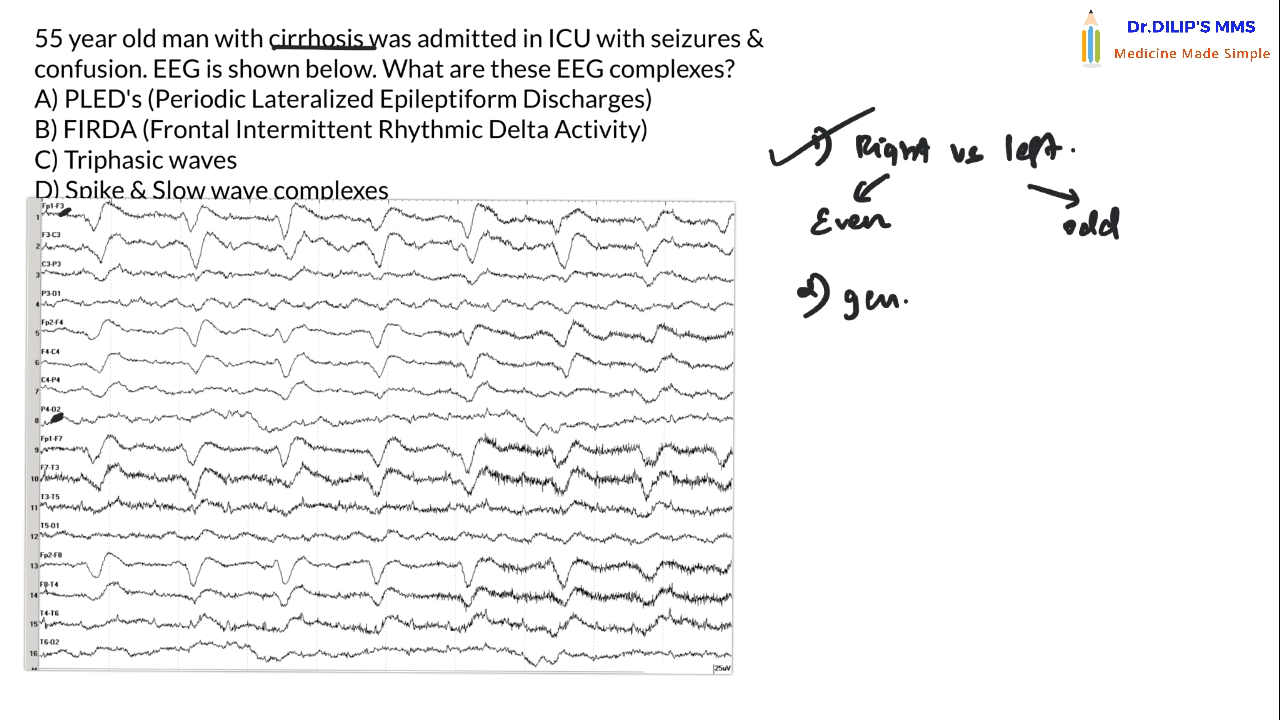 55 year old man with cirrhosis was admitted in ICU with seizures &
confusion. EEG is shown below. What are these EEG complexes?
A) PLED's (Periodic Lateralized Epileptiform Discharges)
B) FIRDA (Frontal Intermittent Rhythmic Delta Activity)
C) Triphasic waves
D) Spike & Slow wave complexes
Dr.DILIP'S MMS
Medicine Made Simple
1) Right vs left.
Even odd
2) gen.
Fp1-F3
1
F3-C3
2
C3-P3
3
P3-O1
4
Fp2-F4
5
F4-C4
6
C4-P4
7
P4-O2
8
Fp1-F7
9
F7-T3
10
T3-T5
11
T5-O1
12
Fp2-F8
13
F8-T4
14
T4-T6
15
T6-O2
16
25uV